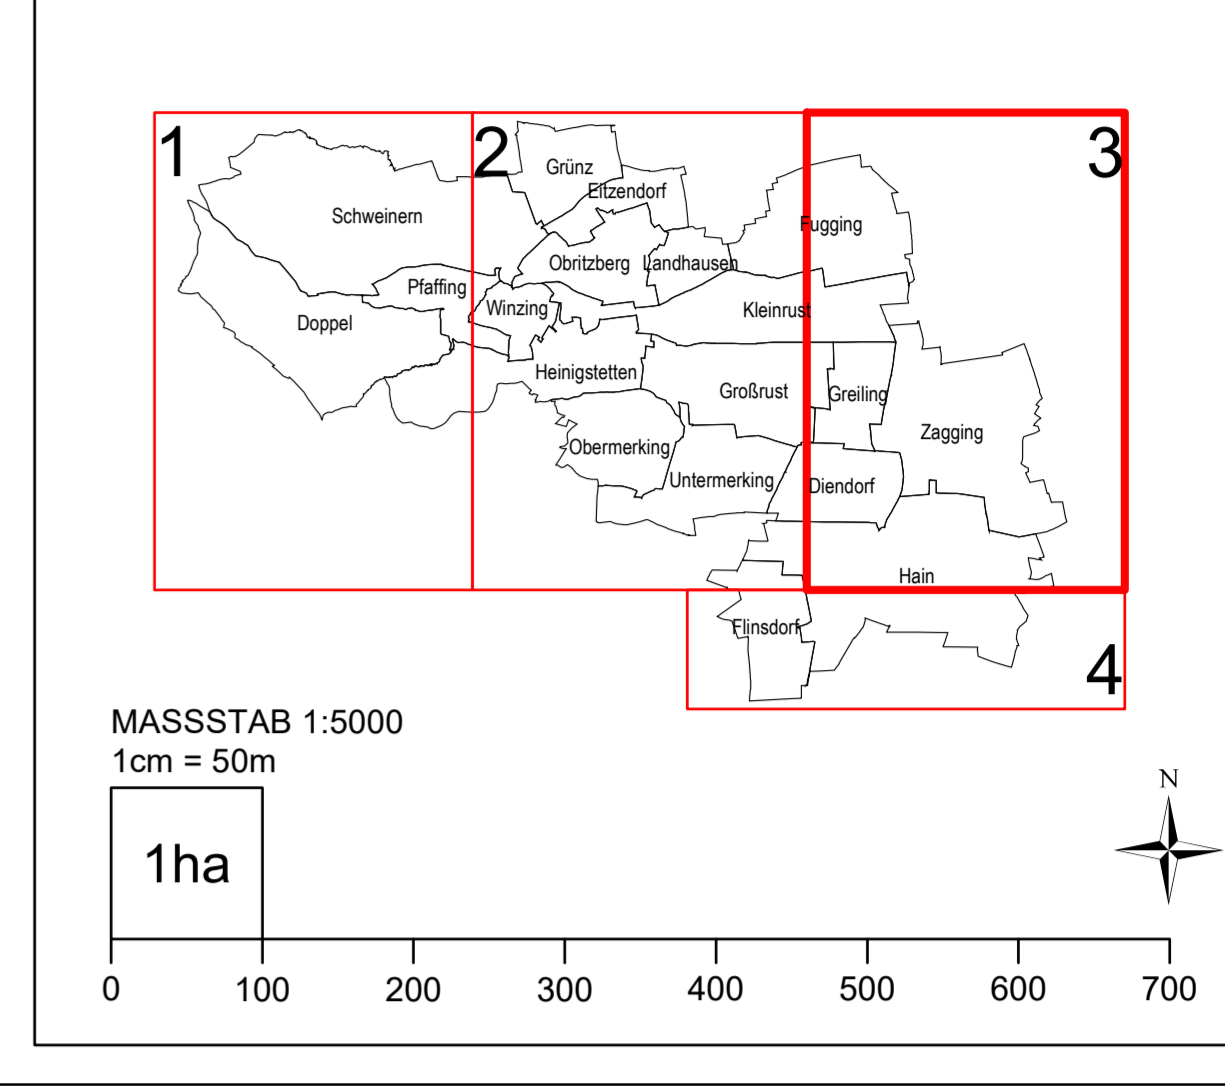 1
2
3
Grünz
Eitzendorf
Schweinern
Fugging
Obritzberg
Landhausen
Pfaffing
Winzing
Kleinrust
Doppel
Heinigstetten
Großrust
Greiling
Zagging
Obermerking
Untermerking
Diendorf
Hain
Flinsdorf
4
MASSSTAB 1:5000
1cm = 50m
N
1ha
0 100 200 300 400 500 600 700